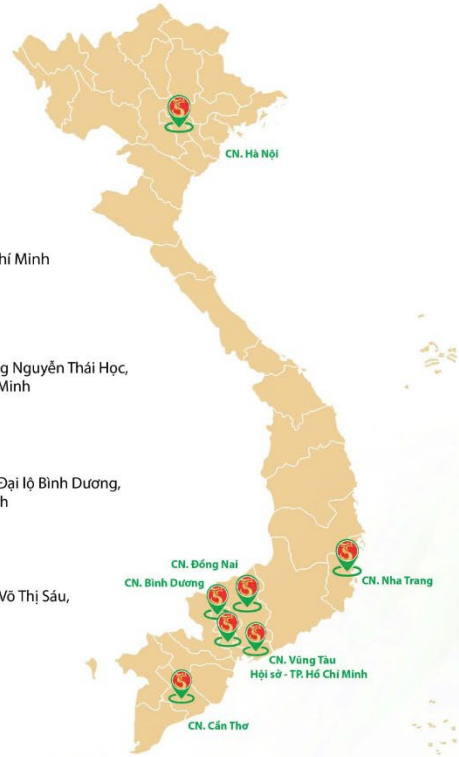 hí Minh
g Nguyễn Thái Học,
Minh
Đại lộ Bình Dương,
h
Võ Thị Sáu,
CN. Hà Nội
CN. Đồng Nai
CN. Bình Dương
CN. Nha Trang
CN. Vũng Tàu
Hội sở - TP. Hồ Chí Minh
CN. Cần Thơ